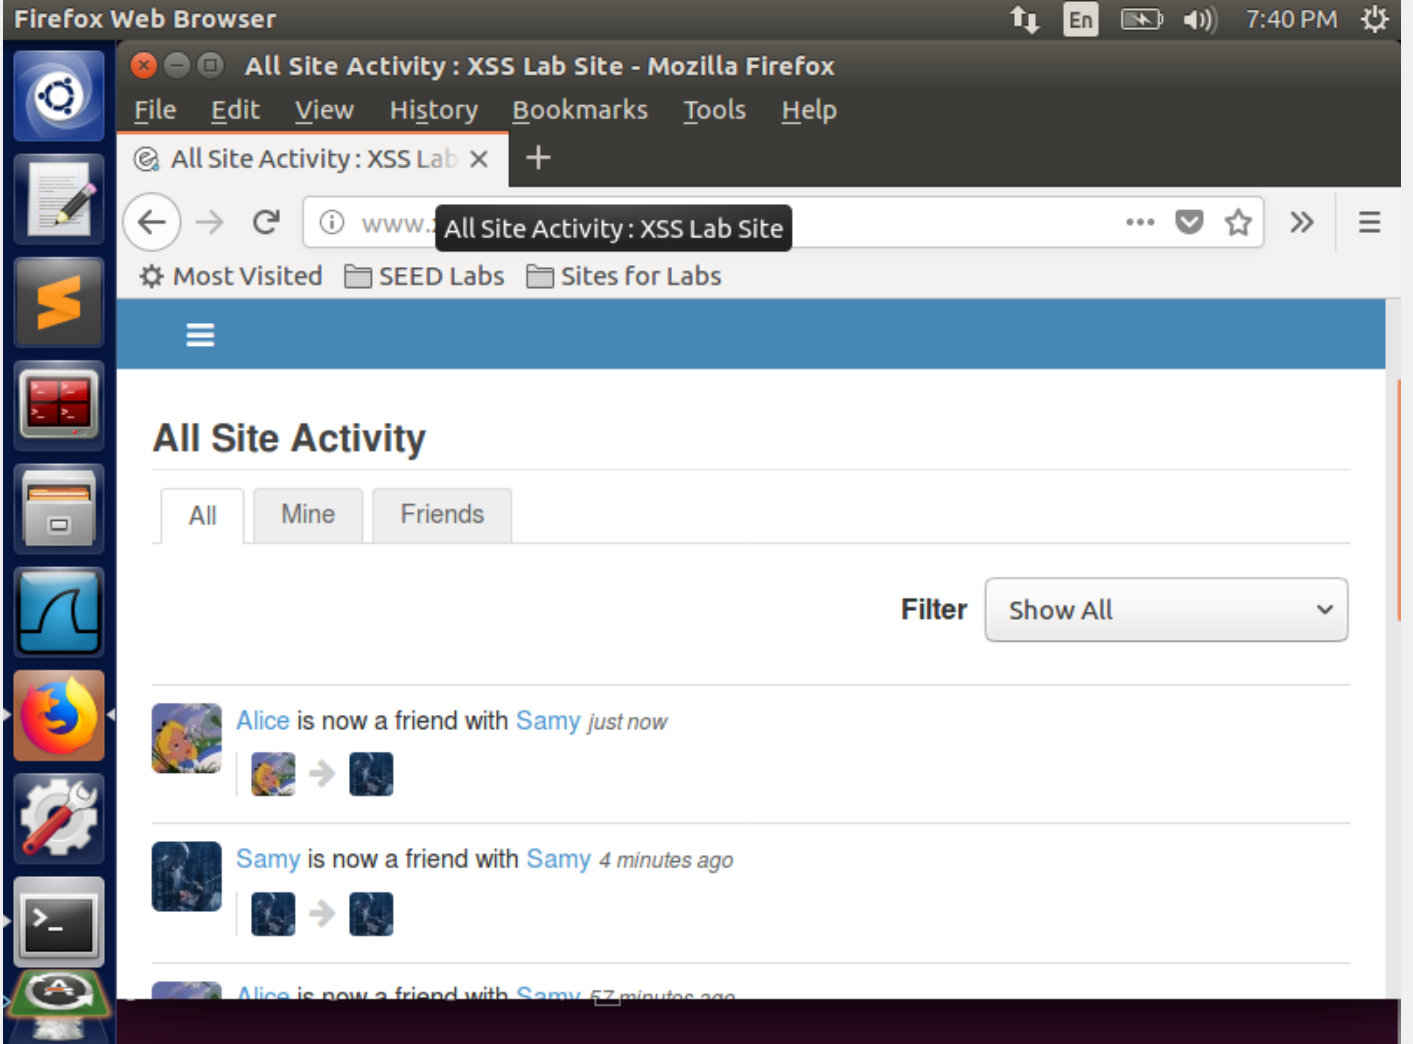 Firefox Web Browser En 7:40 PM
All Site Activity : XSS Lab Site - Mozilla Firefox
File Edit View History Bookmarks Tools Help
All Site Activity : XSS Lab
www.
All Site Activity : XSS Lab Site
Most Visited SEED Labs Sites for Labs
All Site Activity
All Mine Friends
Filter Show All
Alice is now a friend with Samy just now
Samy is now a friend with Samy 4 minutes ago
Alice is now a friend with Samy 57 minutes ago